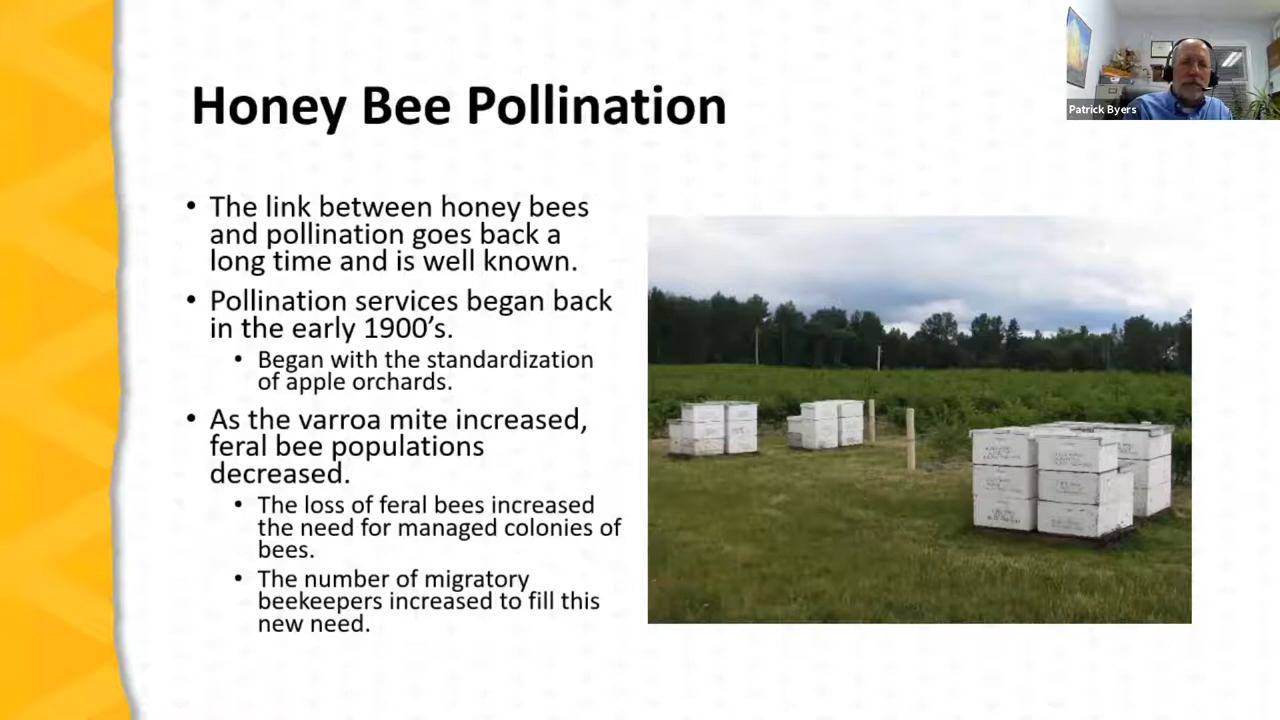 Patrick Byers
Honey Bee Pollination
• The link between honey bees
and pollination goes back a
long time and is well known.
• Pollination services began back
in the early 1900’s.
• Began with the standardization
of apple orchards.
• As the varroa mite increased,
feral bee populations
decreased.
• The loss of feral bees increased
the need for managed colonies of
bees.
• The number of migratory
beekeepers increased to fill this
new need.